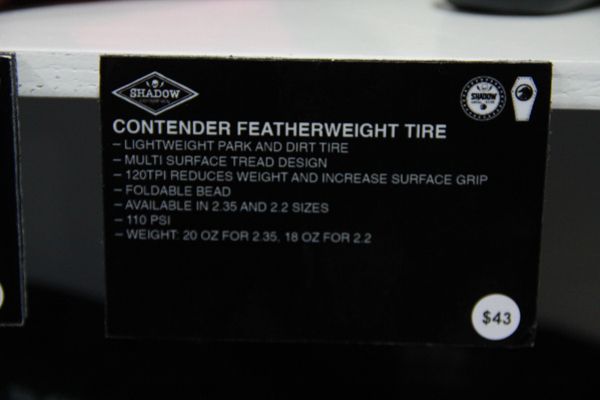 SHADOW
SHADOW
CONTENDER FEATHERWEIGHT TIRE
– LIGHTWEIGHT PARK AND DIRT TIRE
– MULTI SURFACE TREAD DESIGN
– 120TPI REDUCES WEIGHT AND INCREASE SURFACE GRIP
– FOLDABLE BEAD
– AVAILABLE IN 2.35 AND 2.2 SIZES
– 110 PSI
– WEIGHT: 20 OZ FOR 2.35, 18 OZ FOR 2.2
$43